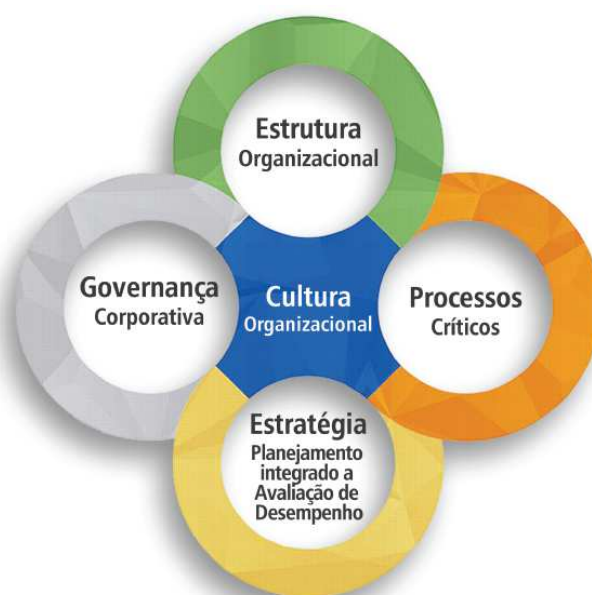 Estrutura
Organizacional
Governança
Corporativa
Cultura
Organizacional
Processos
Críticos
Estratégia
Planejamento
integrado a
Avaliação de
Desempenho